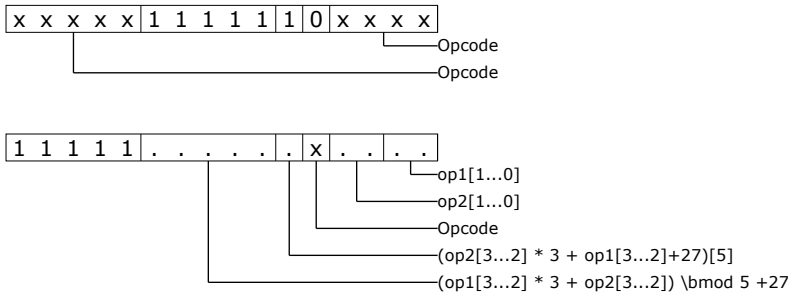 x x x x x 1 1 1 1 1 1 0 x x x x
Opcode
Opcode
1 1 1 1 1 . . . . . . x . . . .
op1[1...0]
op2[1...0]
Opcode
(op2[3...2] * 3 + op1[3...2]+27)[5]
(op1[3...2] * 3 + op2[3...2]) \bmod 5 +27